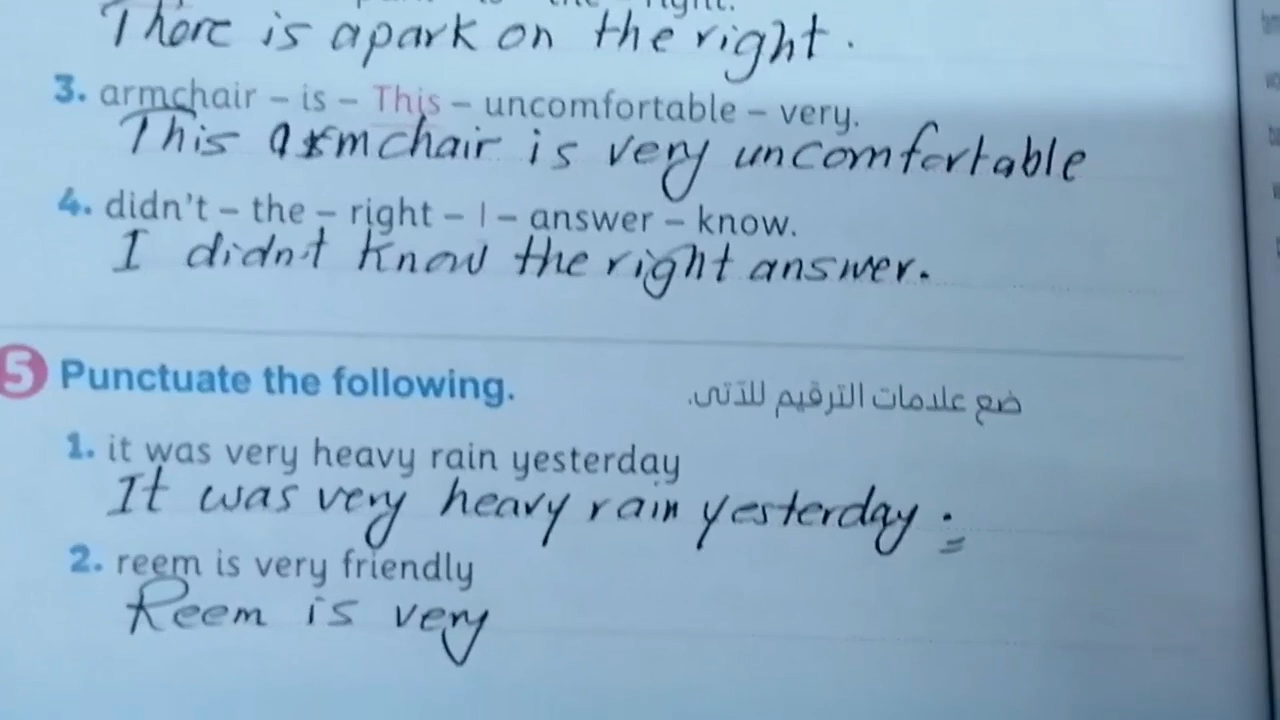 right.
There is a park on the right.
3. armchair – is – This – uncomfortable – very.
This armchair is very uncomfortable
4. didn't – the – right – I – answer – know.
I didn't know the right answer.
5 Punctuate the following. ضع علامات الترقيم للآتى.
1. it was very heavy rain yesterday
It was very heavy rain yesterday.
2. reem is very friendly
Reem is very